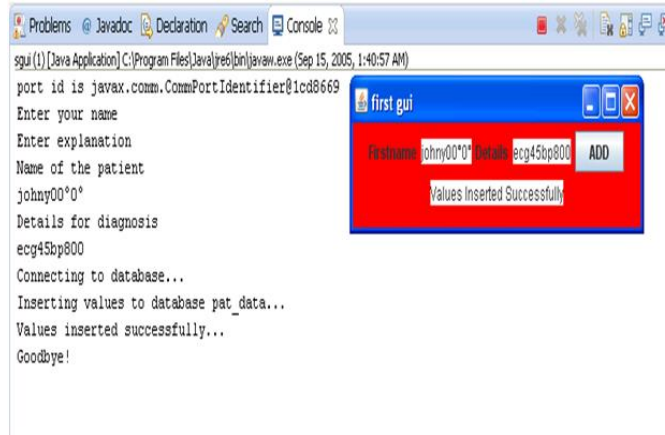 Problems @ Javadoc Declaration Search Console
sgui (1) [Java Application] C:\Program Files\Java\jre6\bin\javaw.exe (Sep 15, 2005, 1:40:57 AM)
port id is javax.comm.CommPortIdentifier@1cd8669
Enter your name
Enter explanation
Name of the patient
johny00°0°
Details for diagnosis
ecg45bp800
Connecting to database...
Inserting values to database pat_data...
Values inserted successfully...
Goodbye!
first gui
Firstname johny00°0° Details ecg45bp800 ADD
Values Inserted Successfully